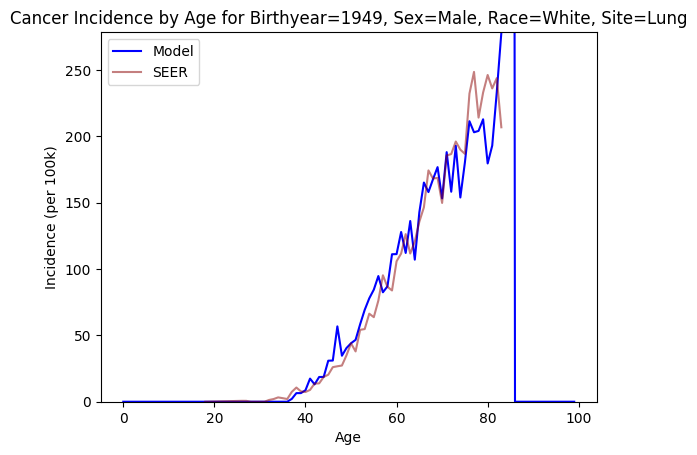 Cancer Incidence by Age for Birthyear=1949, Sex=Male, Race=White, Site=Lung
Model
SEER
250
200
150
100
50
0
Incidence (per 100k)
0 20 40 60 80 100
Age